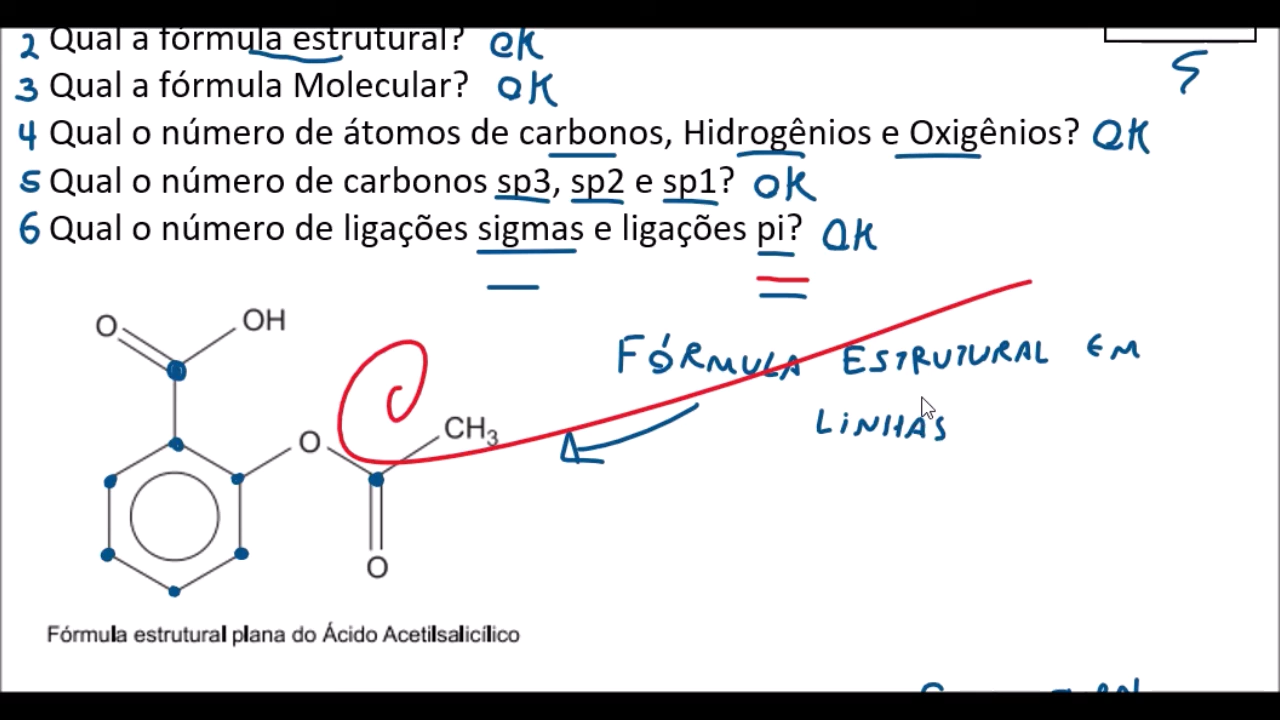 2 Qual a fórmula estrutural? OK
3 Qual a fórmula Molecular? OK
4 Qual o número de átomos de carbonos, Hidrogênios e Oxigênios? OK
5 Qual o número de carbonos sp3, sp2 e sp1? OK
6 Qual o número de ligações sigmas e ligações pi? OK
O OH
FÓRMULA ESTRUTURAL EM
LINHAS
O CH3
O
Fórmula estrutural plana do Ácido Acetilsalicílico